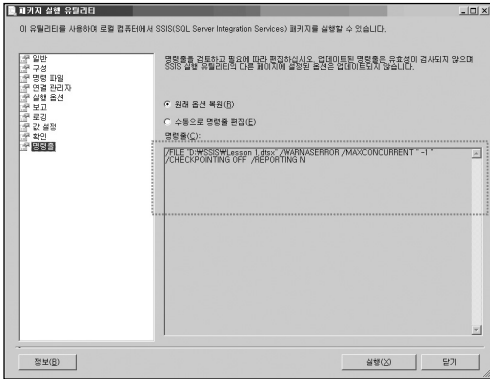 패키지 실행 유틸리티
이 유틸리티를 사용하여 로컬 컴퓨터에서 SSIS(SQL Server Integration Services) 패키지를 실행할 수 있습니다.
일반
구성
명령 파일
연결 관리자
실행 옵션
보고
로깅
값 설정
확인
명령줄
명령줄을 검토하고 필요에 따라 편집하십시오. 업데이트된 명령줄은 유효성이 검사되지 않으며
SSIS 실행 유틸리티의 다른 페이지에 설정된 옵션은 업데이트되지 않습니다.
원래 옵션 복원(R)
수동으로 명령줄 편집(E)
명령줄(C):
/FILE "D:₩SSIS₩Lesson 1.dtsx" /WARNASERROR /MAXCONCURRENT " -1 "
/CHECKPOINTING OFF /REPORTING N
정보(B)
실행(X)
닫기